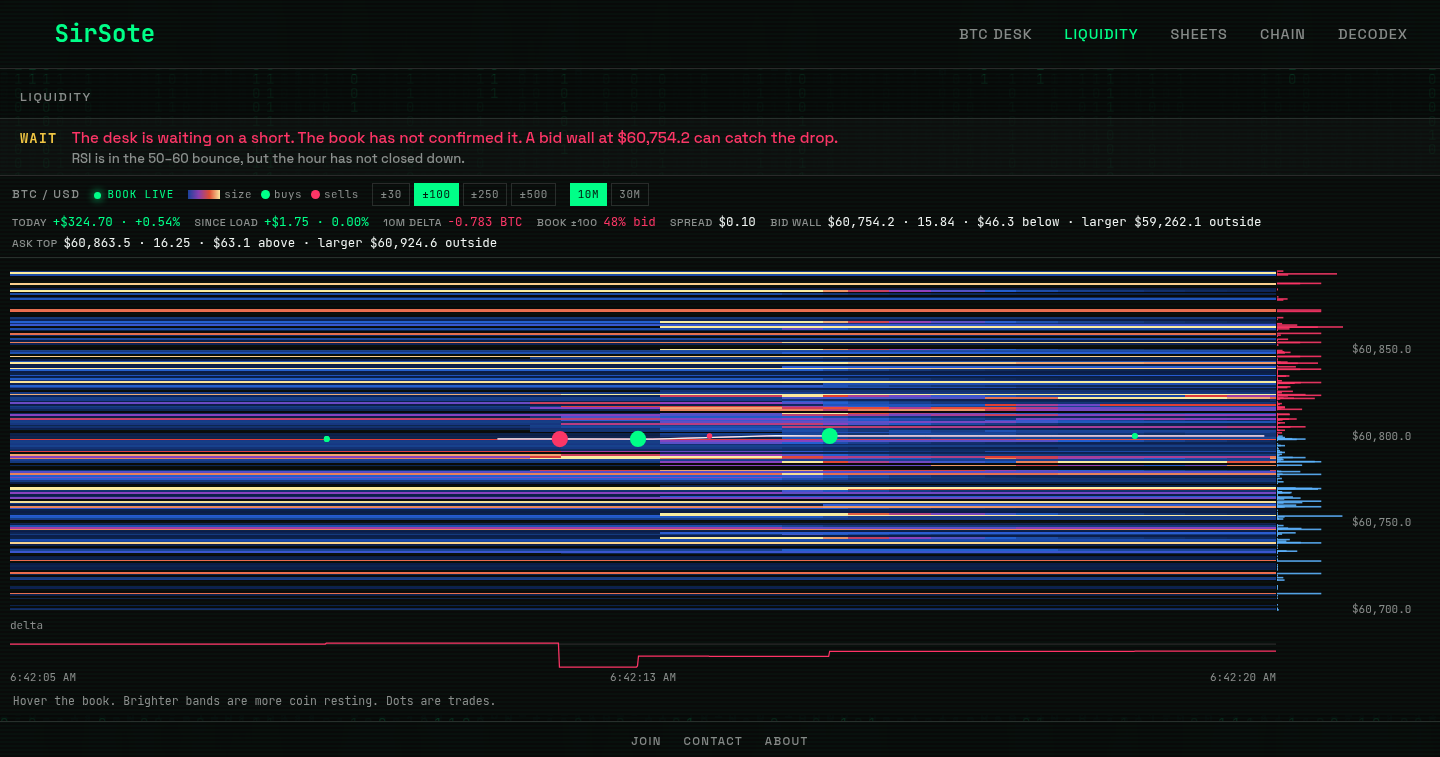 SirSote
BTC DESK LIQUIDITY SHEETS CHAIN DECODEX
LIQUIDITY
WAIT The desk is waiting on a short. The book has not confirmed it. A bid wall at $60,754.2 can catch the drop.
RSI is in the 50–60 bounce, but the hour has not closed down.
BTC / USD BOOK LIVE size buys sells ±30 ±100 ±250 ±500 10M 30M
TODAY +$324.70 · +0.54% SINCE LOAD +$1.75 · 0.00% 10M DELTA -0.783 BTC BOOK ±100 48% bid SPREAD $0.10 BID WALL $60,754.2 · 15.84 · $46.3 below · larger $59,262.1 outside
ASK TOP $60,863.5 · 16.25 · $63.1 above · larger $60,924.6 outside
$60,850.0
$60,800.0
$60,750.0
$60,700.0
delta
6:42:05 AM 6:42:13 AM 6:42:20 AM
Hover the book. Brighter bands are more coin resting. Dots are trades.
JOIN CONTACT ABOUT